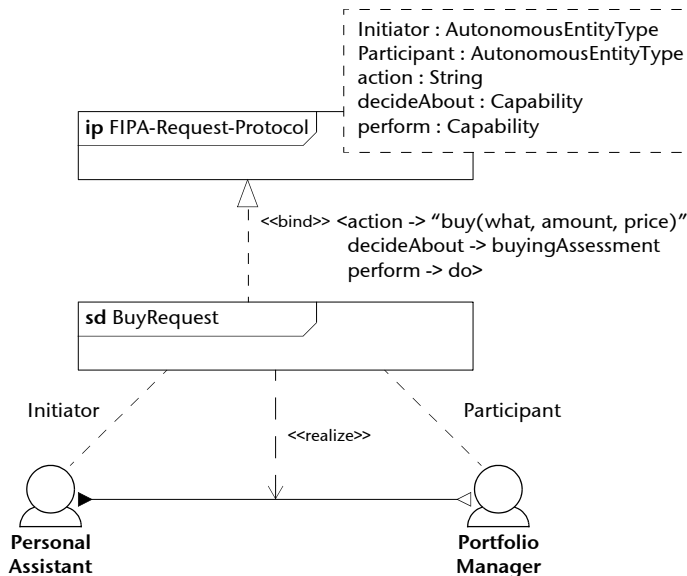 Initiator : AutonomousEntityType
Participant : AutonomousEntityType
action : String
decideAbout : Capability
perform : Capability
ip FIPA-Request-Protocol
<<bind>> <action -> “buy(what, amount, price)”
decideAbout -> buyingAssessment
perform -> do>
sd BuyRequest
Initiator
Participant
<<realize>>
Personal
Assistant
Portfolio
Manager